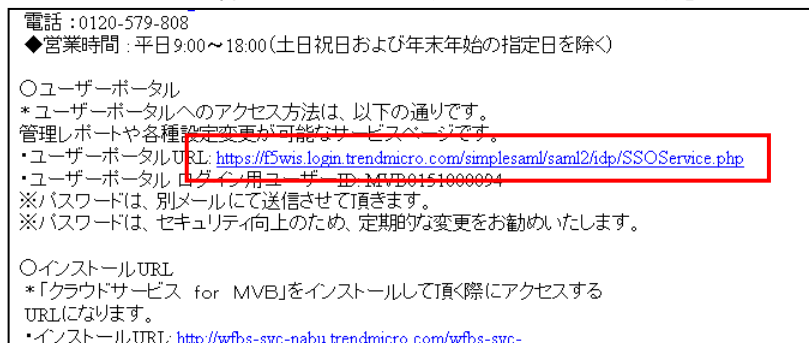 電話:0120-579-808
◆営業時間:平日9:00~18:00(土日祝日および年末年始の指定日を除く)
○ユーザーポータル
*ユーザーポータルへのアクセス方法は、以下の通りです。
管理レポートや各種設定変更が可能なサービスページです。
・ユーザーポータルURL: https://f5wis.login.trendmicro.com/simplesaml/saml2/idp/SSOService.php
・ユーザーポータル ログイン用ユーザーID: MVB0151000094
※パスワードは、別メールにて送信させて頂きます。
※パスワードは、セキュリティ向上のため、定期的な変更をお勧めいたします。
○インストールURL
*「クラウドサービス for MVB」をインストールして頂く際にアクセスする
URLになります。
・インストールURL: http://wfbs-svc-nabu.trendmicro.com/wfbs-svc-